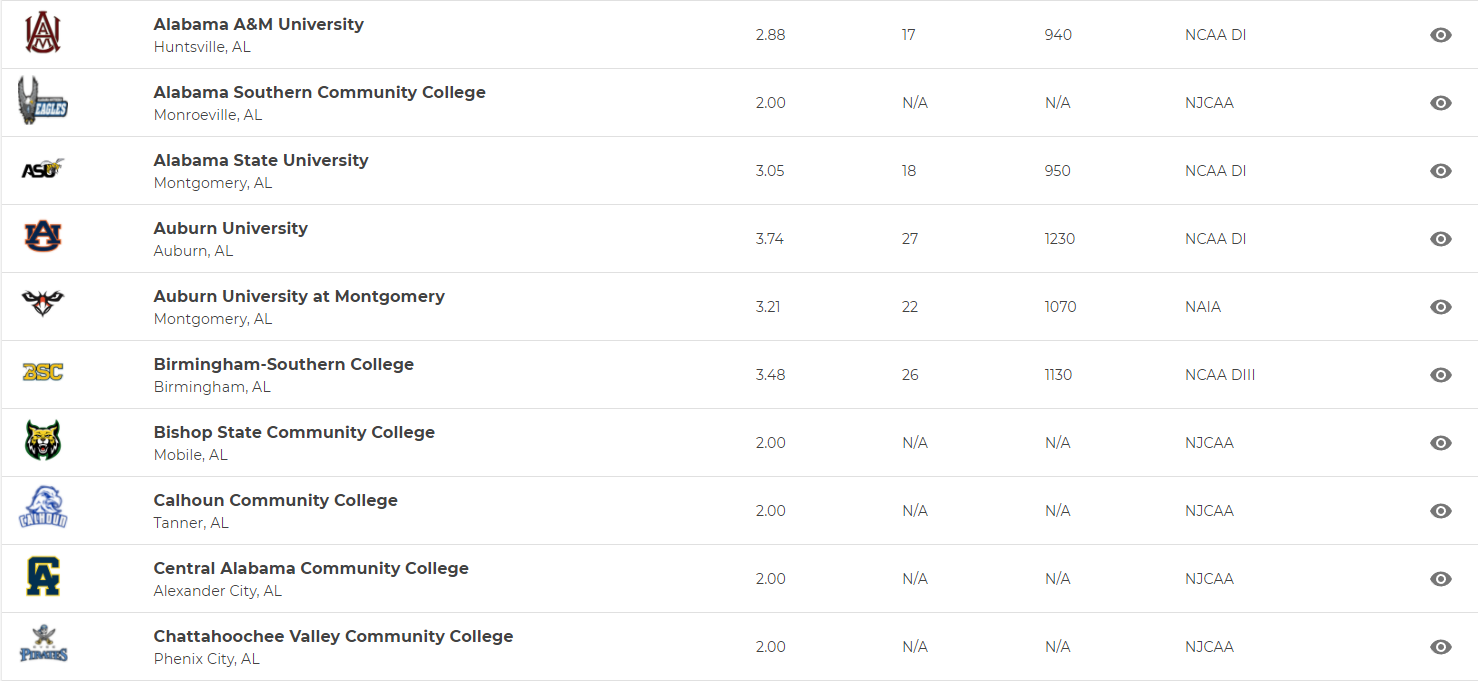 Alabama A&M University
Huntsville, AL
2.88 17 940 NCAA DI
EAGLES
Alabama Southern Community College
Monroeville, AL
2.00 N/A N/A NJCAA
ASU
Alabama State University
Montgomery, AL
3.05 18 950 NCAA DI
Auburn University
Auburn, AL
3.74 27 1230 NCAA DI
Auburn University at Montgomery
Montgomery, AL
3.21 22 1070 NAIA
BSC
Birmingham-Southern College
Birmingham, AL
3.48 26 1130 NCAA DIII
Bishop State Community College
Mobile, AL
2.00 N/A N/A NJCAA
CALHOUN
Calhoun Community College
Tanner, AL
2.00 N/A N/A NJCAA
Central Alabama Community College
Alexander City, AL
2.00 N/A N/A NJCAA
PIRATES
Chattahoochee Valley Community College
Phenix City, AL
2.00 N/A N/A NJCAA